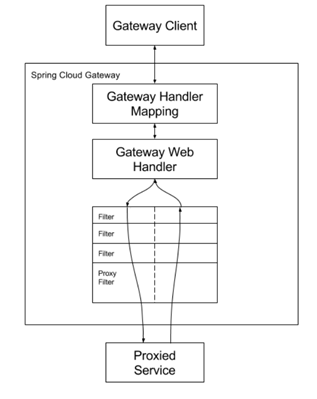 Gateway Client
Spring Cloud Gateway
Gateway Handler
Mapping
Gateway Web
Handler
Filter
Filter
Filter
Proxy
Filter
Proxied
Service